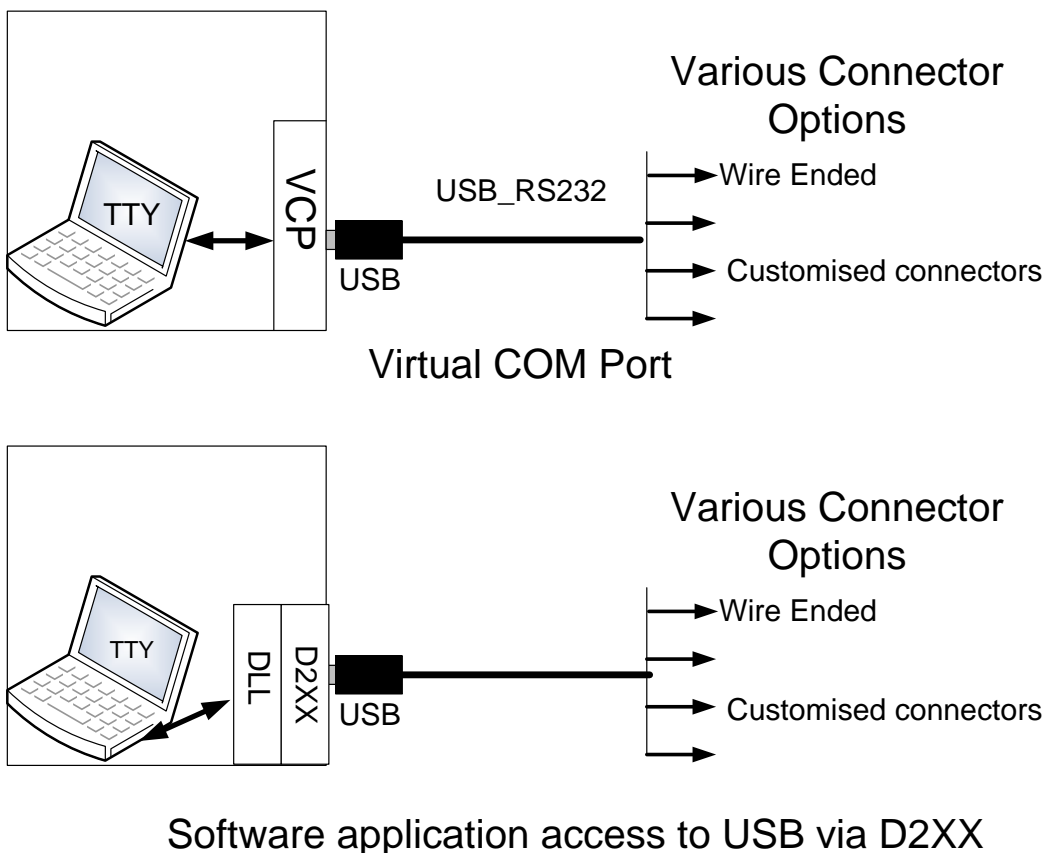 Various Connector
Options
TTY
VCP
USB
USB_RS232
Wire Ended
Customised connectors
Virtual COM Port
Various Connector
Options
TTY
DLL
D2XX
USB
Wire Ended
Customised connectors
Software application access to USB via D2XX